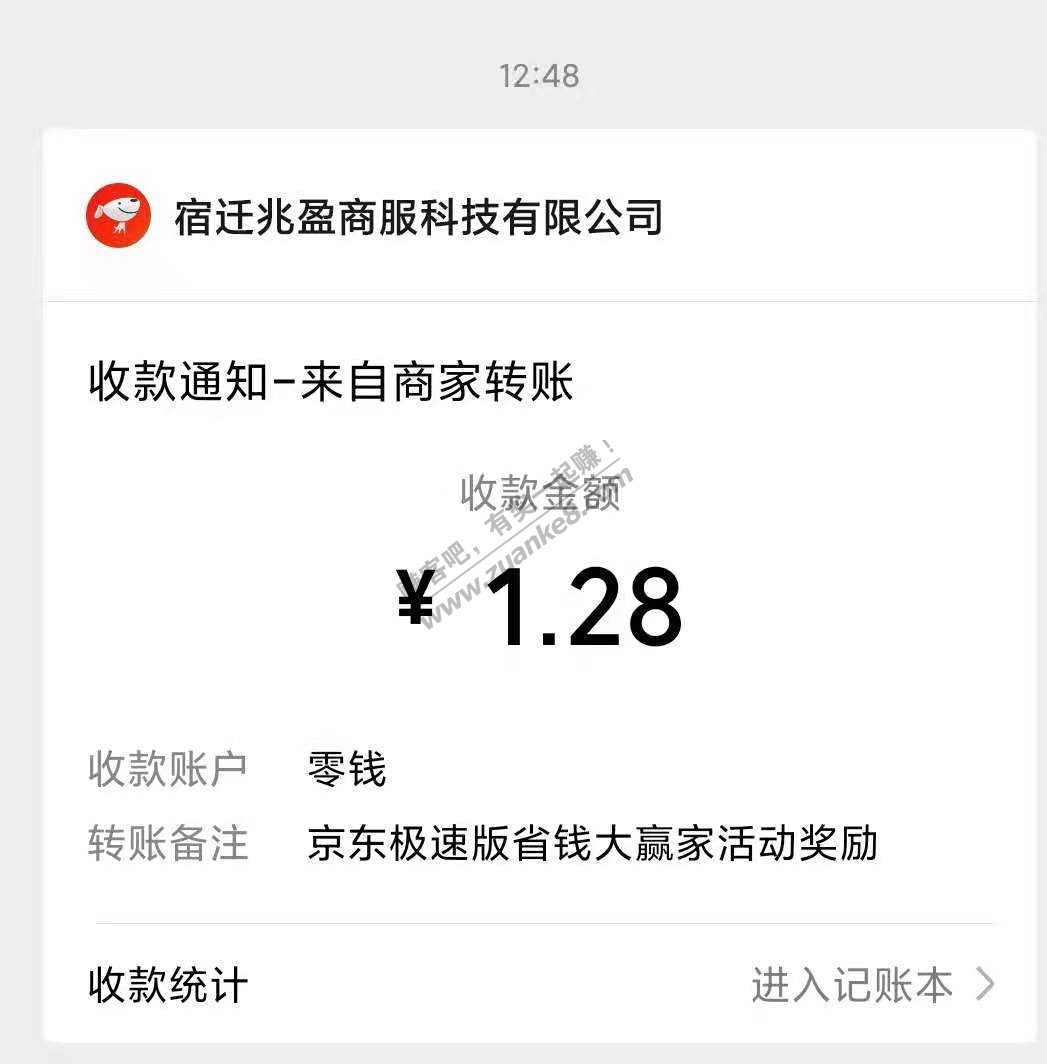 12:48
宿迁兆盈商服科技有限公司
收款通知-来自商家转账
收款金额
¥ 1.28
赚客吧，有奖一起赚！
www.zuanke8.com
收款账户 零钱
转账备注 京东极速版省钱大赢家活动奖励
收款统计 进入记账本